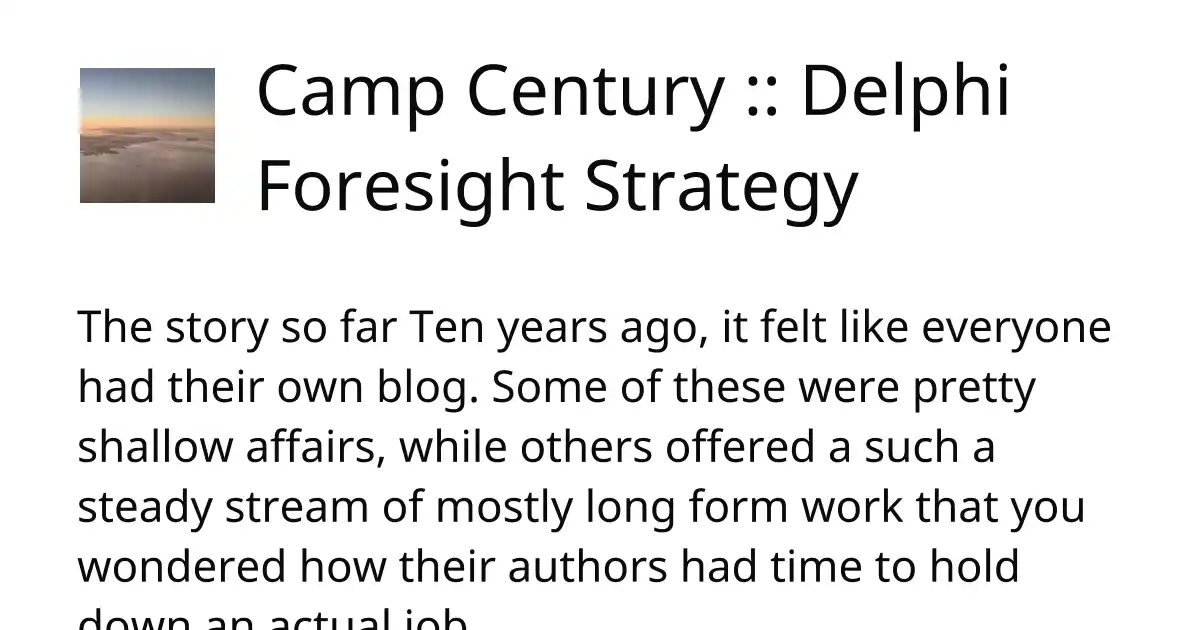 Camp Century :: Delphi
Foresight Strategy
The story so far Ten years ago, it felt like everyone
had their own blog. Some of these were pretty
shallow affairs, while others offered a such a
steady stream of mostly long form work that you
wondered how their authors had time to hold
down an actual job.